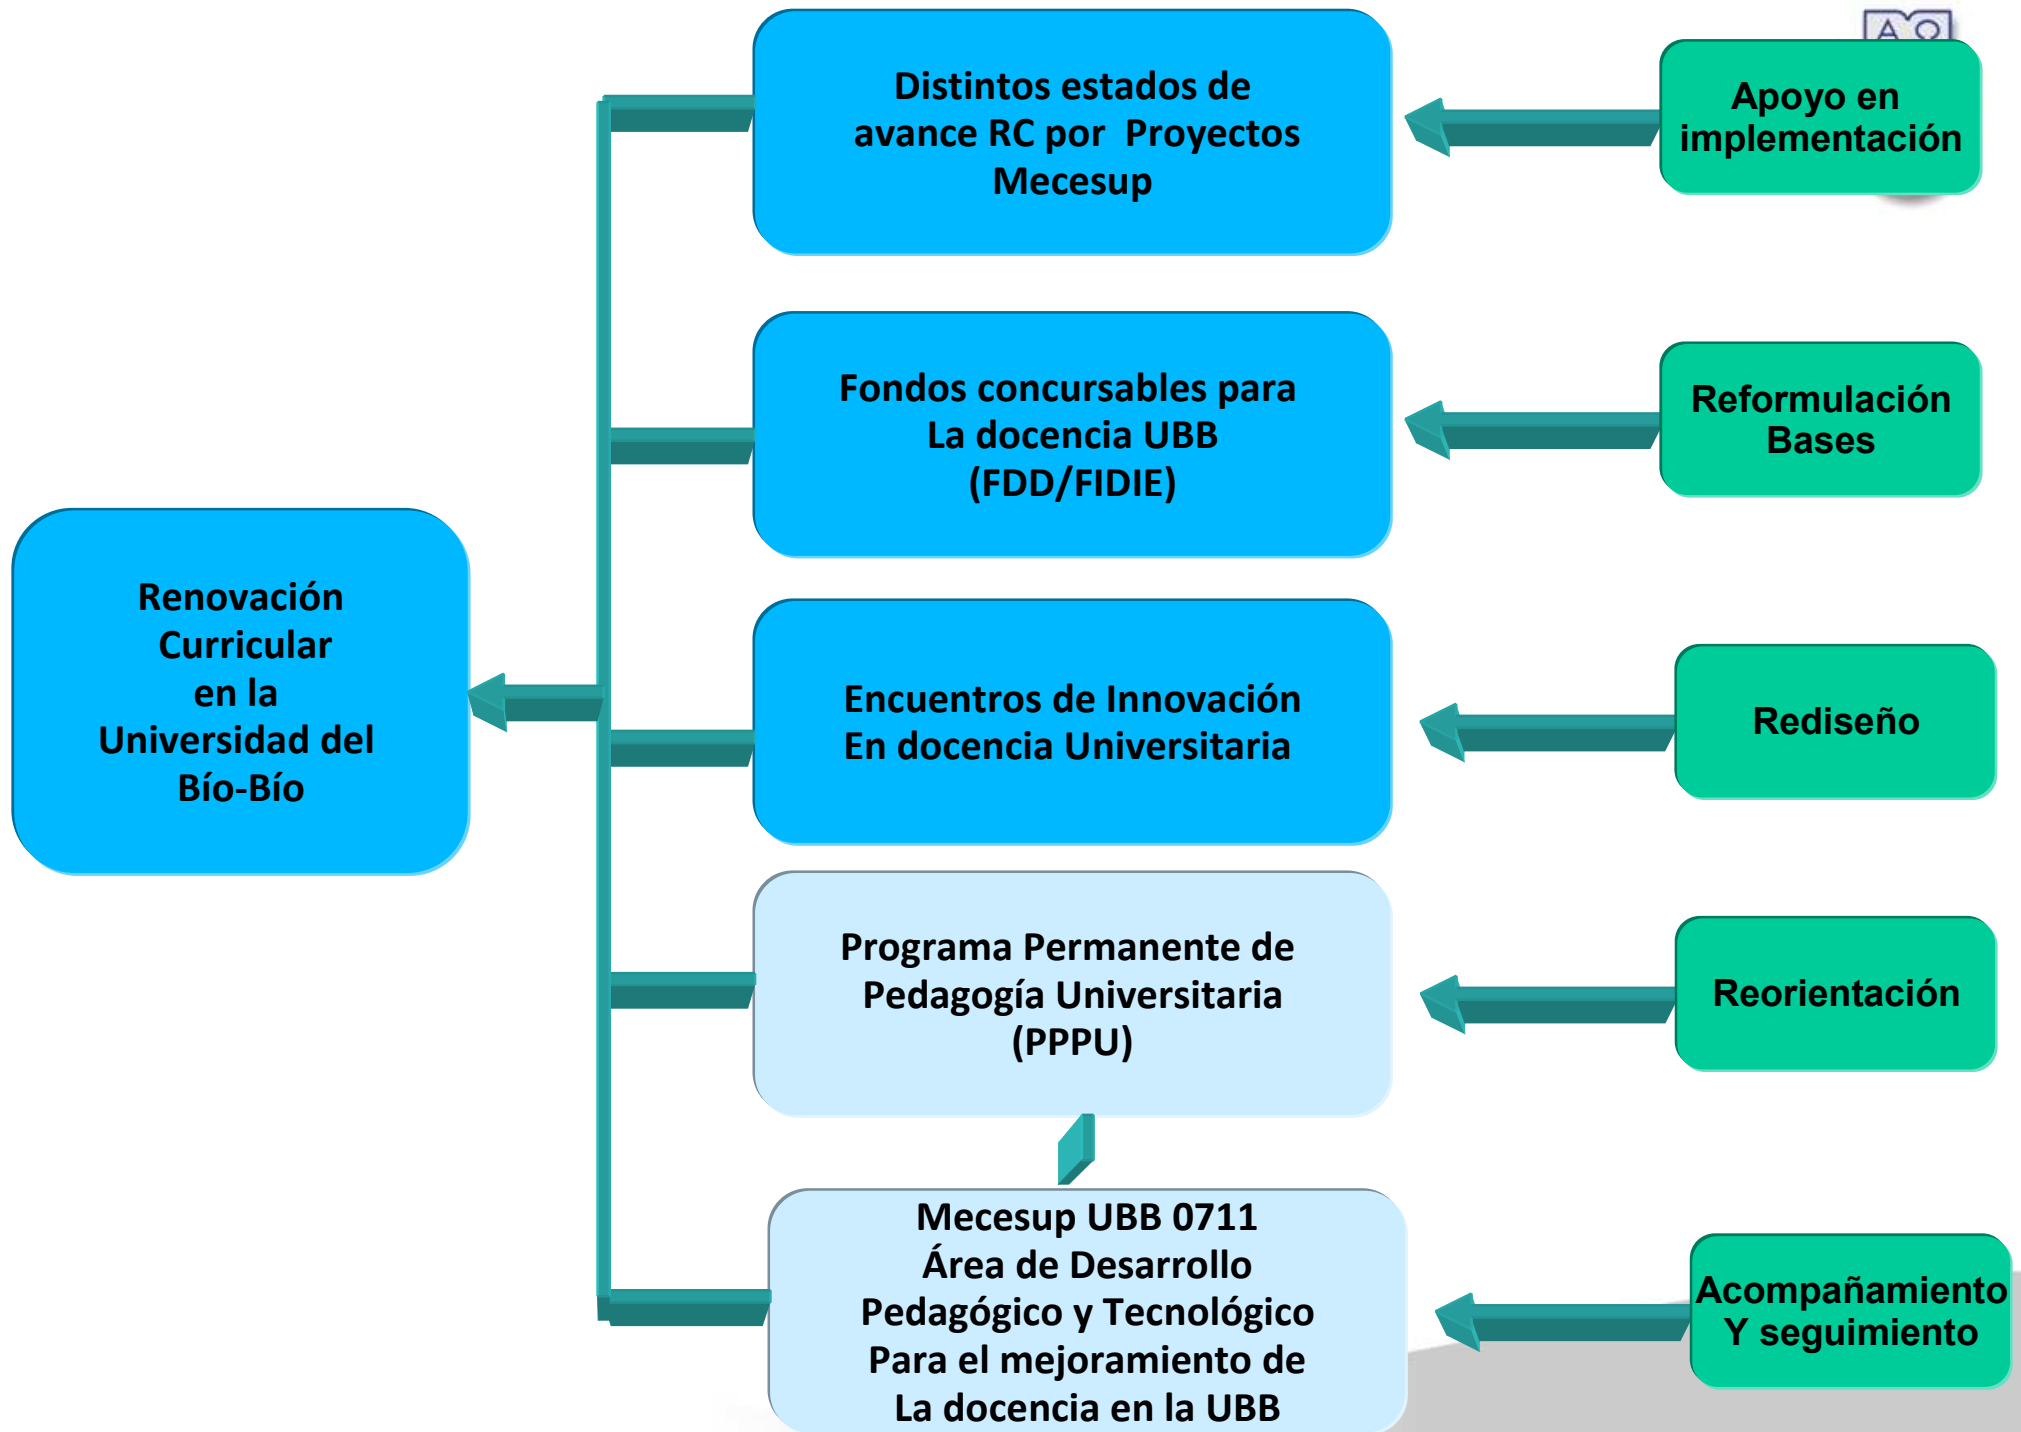 Distintos estados de
avance RC por Proyectos
Mecesup
Apoyo en
implementación
Fondos concursables para
La docencia UBB
(FDD/FIDIE)
Reformulación
Bases
Renovación
Curricular
en la
Universidad del
Bío-Bío
Encuentros de Innovación
En docencia Universitaria
Rediseño
Programa Permanente de
Pedagogía Universitaria
(PPPU)
Reorientación
Mecesup UBB 0711
Área de Desarrollo
Pedagógico y Tecnológico
Para el mejoramiento de
La docencia en la UBB
Acompañamiento
Y seguimiento